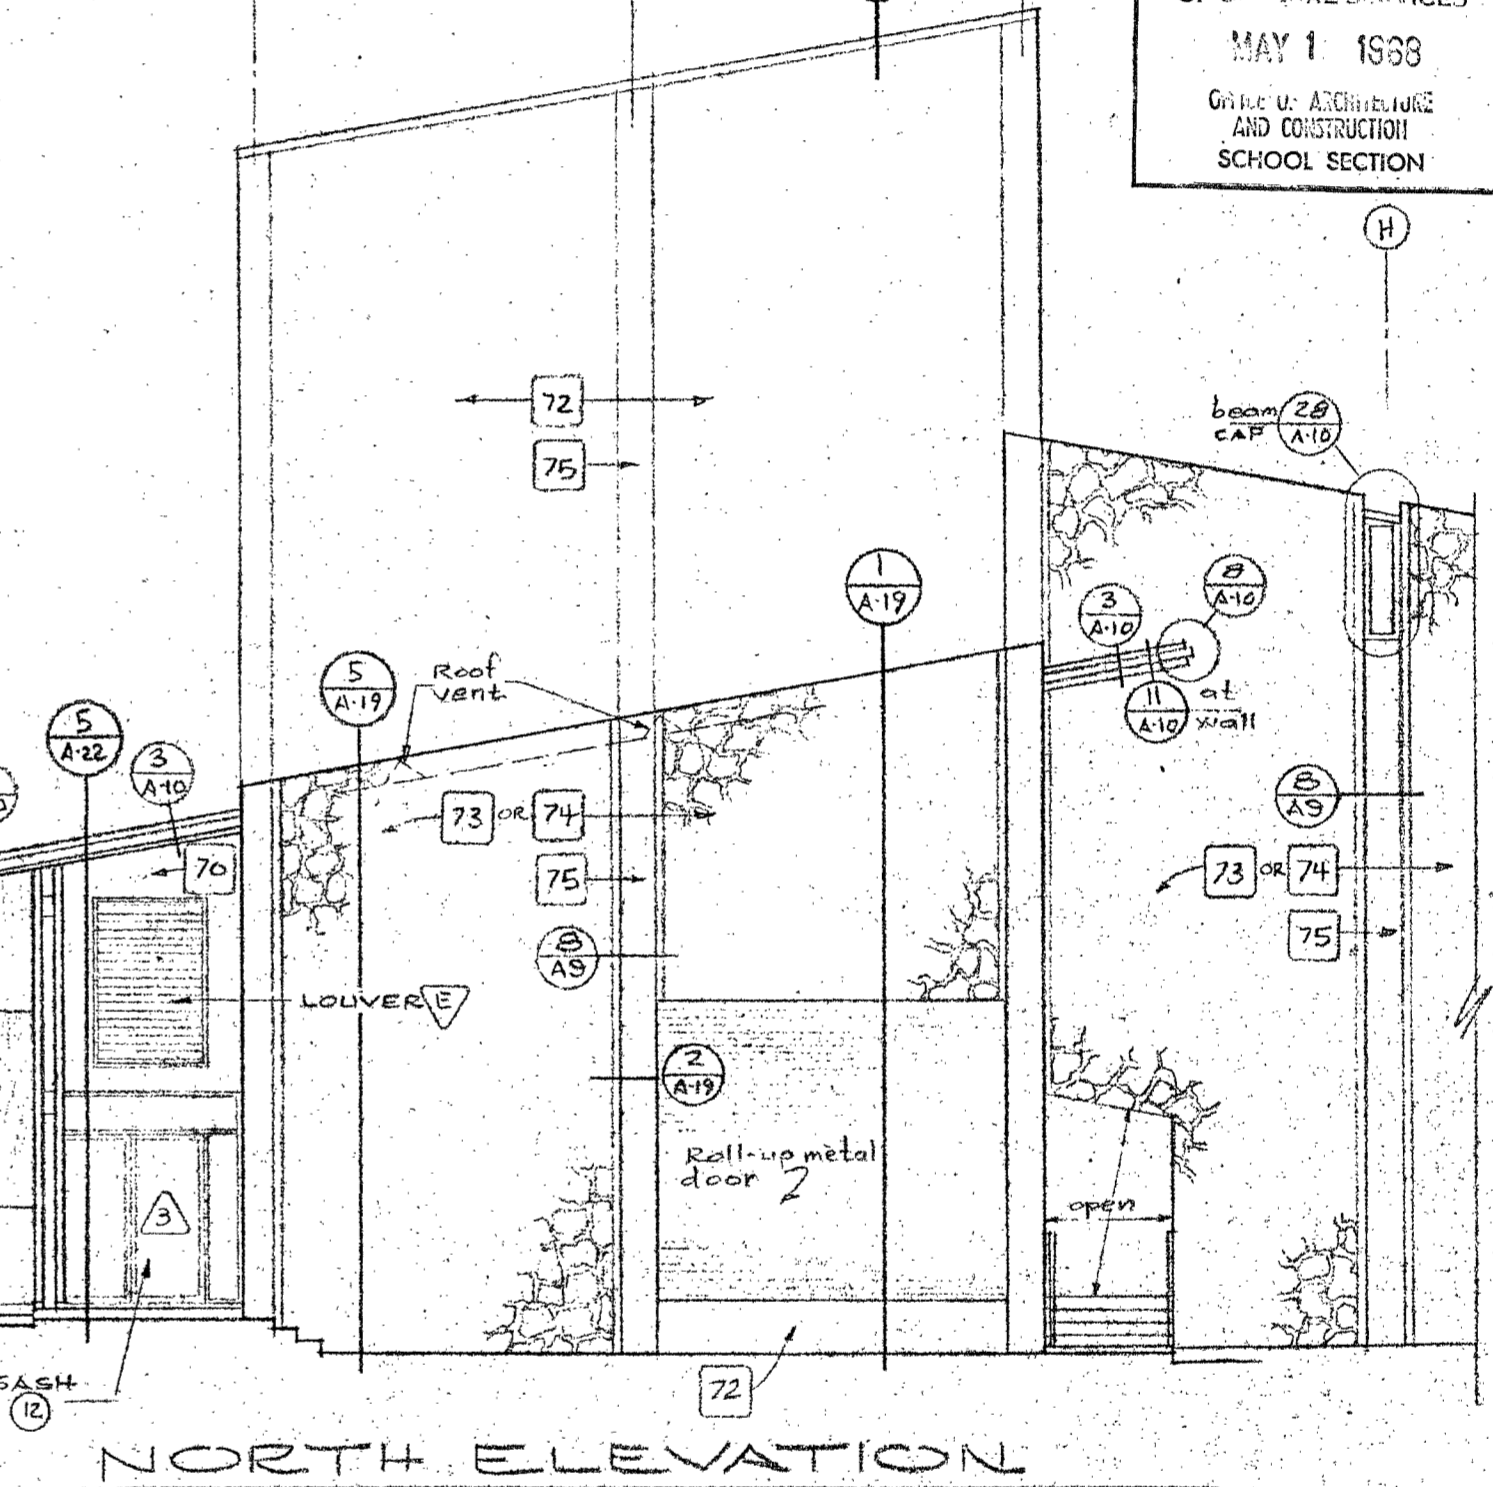 MAY 1 1968
OFFICE OF ARCHITECTURE
AND CONSTRUCTION
SCHOOL SECTION
H
72
75
beam
CAP
28
A-10
1
A-19
8
A-10
3
A-10
11
A-10
at
wall
5
A-19
Roof
vent
5
A-22
3
A-10
70
73 OR 74
75
8
A9
8
A9
73 OR 74
75
LOUVER E
2
A-19
Roll-up metal
door 2
open
3
SASH
12
72
NORTH ELEVATION